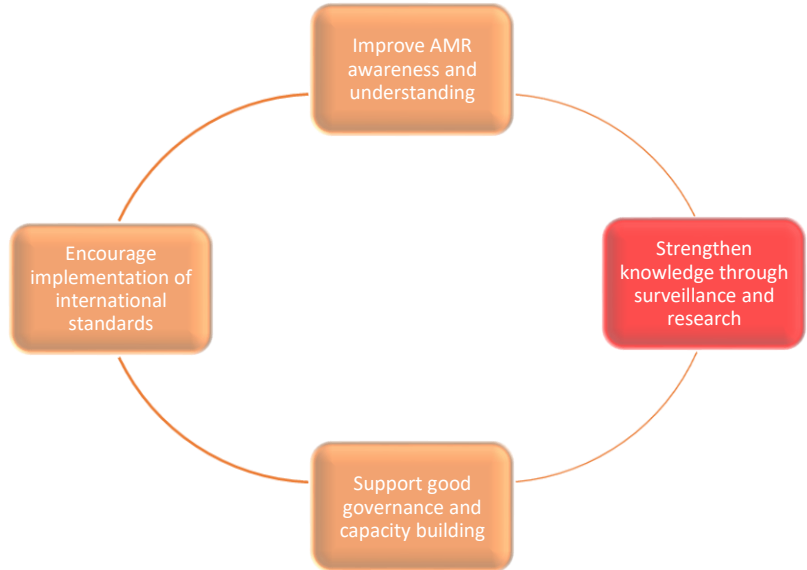 Improve AMR
awareness and
understanding
Strengthen
knowledge through
surveillance and
research
Support good
governance and
capacity building
Encourage
implementation of
international
standards